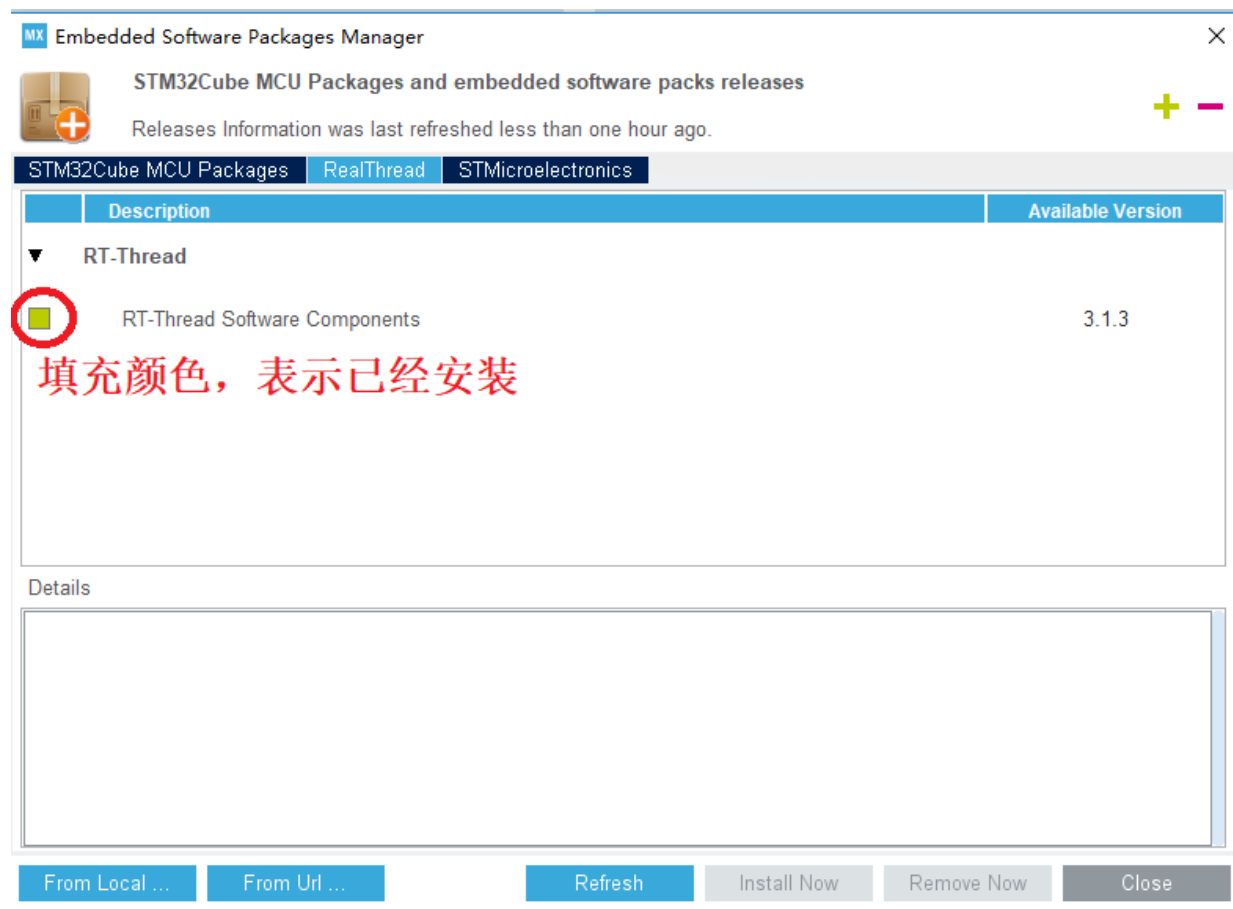 MX Embedded Software Packages Manager
STM32Cube MCU Packages and embedded software packs releases
Releases Information was last refreshed less than one hour ago.
STM32Cube MCU Packages RealThread STMicroelectronics
Description Available Version
RT-Thread
RT-Thread Software Components 3.1.3
填充颜色，表示已经安装
Details
From Local ... From Url ... Refresh Install Now Remove Now Close